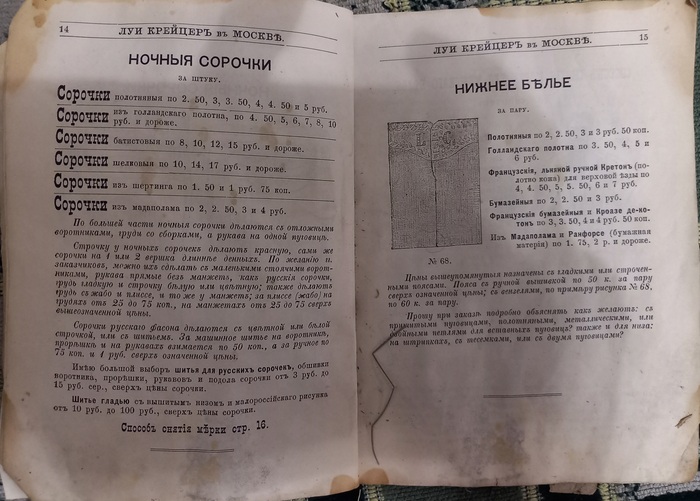 14
ЛУИ КРЕЙЦЕРЪ въ МОСКВѢ.
НОЧНЫЯ СОРОЧКИ
ЗА ШТУКУ.
Сорочки полотняныя по 2. 50, 3, 3. 50, 4, 4. 50 и 5 руб.
Сорочки изъ голландскаго полотна, по 4. 50, 5, 6, 7, 8, 10
руб. и дороже.
Сорочки батистовыя по 8, 10, 12, 15 руб. и дороже.
Сорочки шелковыя по 10, 14, 17 руб. и дороже.
Сорочки изъ шертинга по 1. 50 и 1 руб. 75 коп.
Сорочки изъ мадаполама по 2, 2. 50, 3 и 4 руб.
По большей части ночныя сорочки дѣлаются съ отложными
воротниками, груди со сборками, а рукава на одной пуговицѣ.
Строчку у ночныхъ сорочекъ дѣлаютъ красную, сами же
сорочки на 1 или 2 вершка длиннѣе денныхъ. По желанію гг.
заказчиковъ, можно ихъ сдѣлать съ маленькими стоячими ворот-
никами, рукава прямые безъ манжетъ, какъ русскія сорочки,
грудь гладкую и строчку бѣлую или цвѣтную; также дѣлаютъ
грудь съ жабо и плиссе, и тоже у манжетъ; за плиссе (жабо) на
грудяхъ отъ 25 до 75 коп., на манжетахъ отъ 25 до 75 сверхъ
вышеозначенной цѣны.
Сорочки русскаго фасона дѣлаются съ цвѣтной или бѣлой
строчкой, или съ шитьемъ. За машинное шитье на воротникѣ,
прорѣшкѣ и на рукавахъ взимается по 50 коп., а за ручное по
75 коп. и 1 руб. сверхъ означенной цѣны.
Имѣю большой выборъ шитья для русскихъ сорочекъ, обшивки
воротника, прорѣшки, рукавовъ и подола сорочки отъ 3 руб. до
15 руб. сер., сверхъ цѣны сорочки.
Шитье гладью съ вышитымъ низомъ и малороссійскаго рисунка
отъ 10 руб. до 100 руб., сверхъ цѣны сорочки.
Способъ снятія мѣрки стр. 16.
ЛУИ КРЕЙЦЕРЪ въ МОСКВѢ.
15
НИЖНЕЕ БѢЛЬЕ
ЗА ПАРУ.
Полотняныя по 2, 2. 50, 3 и 3 руб. 50 коп.
Голландскаго полотна по 3. 50, 4, 5 и
6 руб.
Французскія, льняной ручной Кретонъ (по-
лотно кожа) для верховой ѣзды по
4, 4. 50, 5, 5. 50, 6 и 7 руб.
Бумазейныя по 2, 2. 50 и 3 руб.
Французскія бумазейныя и Кроазе де-ко-
тонъ по 3, 3. 50, 4 и 4 руб. 50 коп.
Изъ Мадаполама и Ранфорсе (бумажная
матерія) по 1. 75, 2 р. и дороже.
№ 68.
Цѣны вышеупомянутыя назначены съ гладкими или строчен-
ными поясами. Пояса съ ручной вышивкой по 50 к. за пару
сверхъ означенной цѣны; съ петлями, по примѣру рисунка № 68,
по 60 к. за пару.
Прошу при заказѣ подробно объяснять какъ желаютъ: съ
пришитыми пуговицами, полотняными, металлическими, или
двойными петлями для вставныхъ пуговицъ? также и для низа:
на штрипкахъ, съ тесемками, или съ двумя пуговицами?